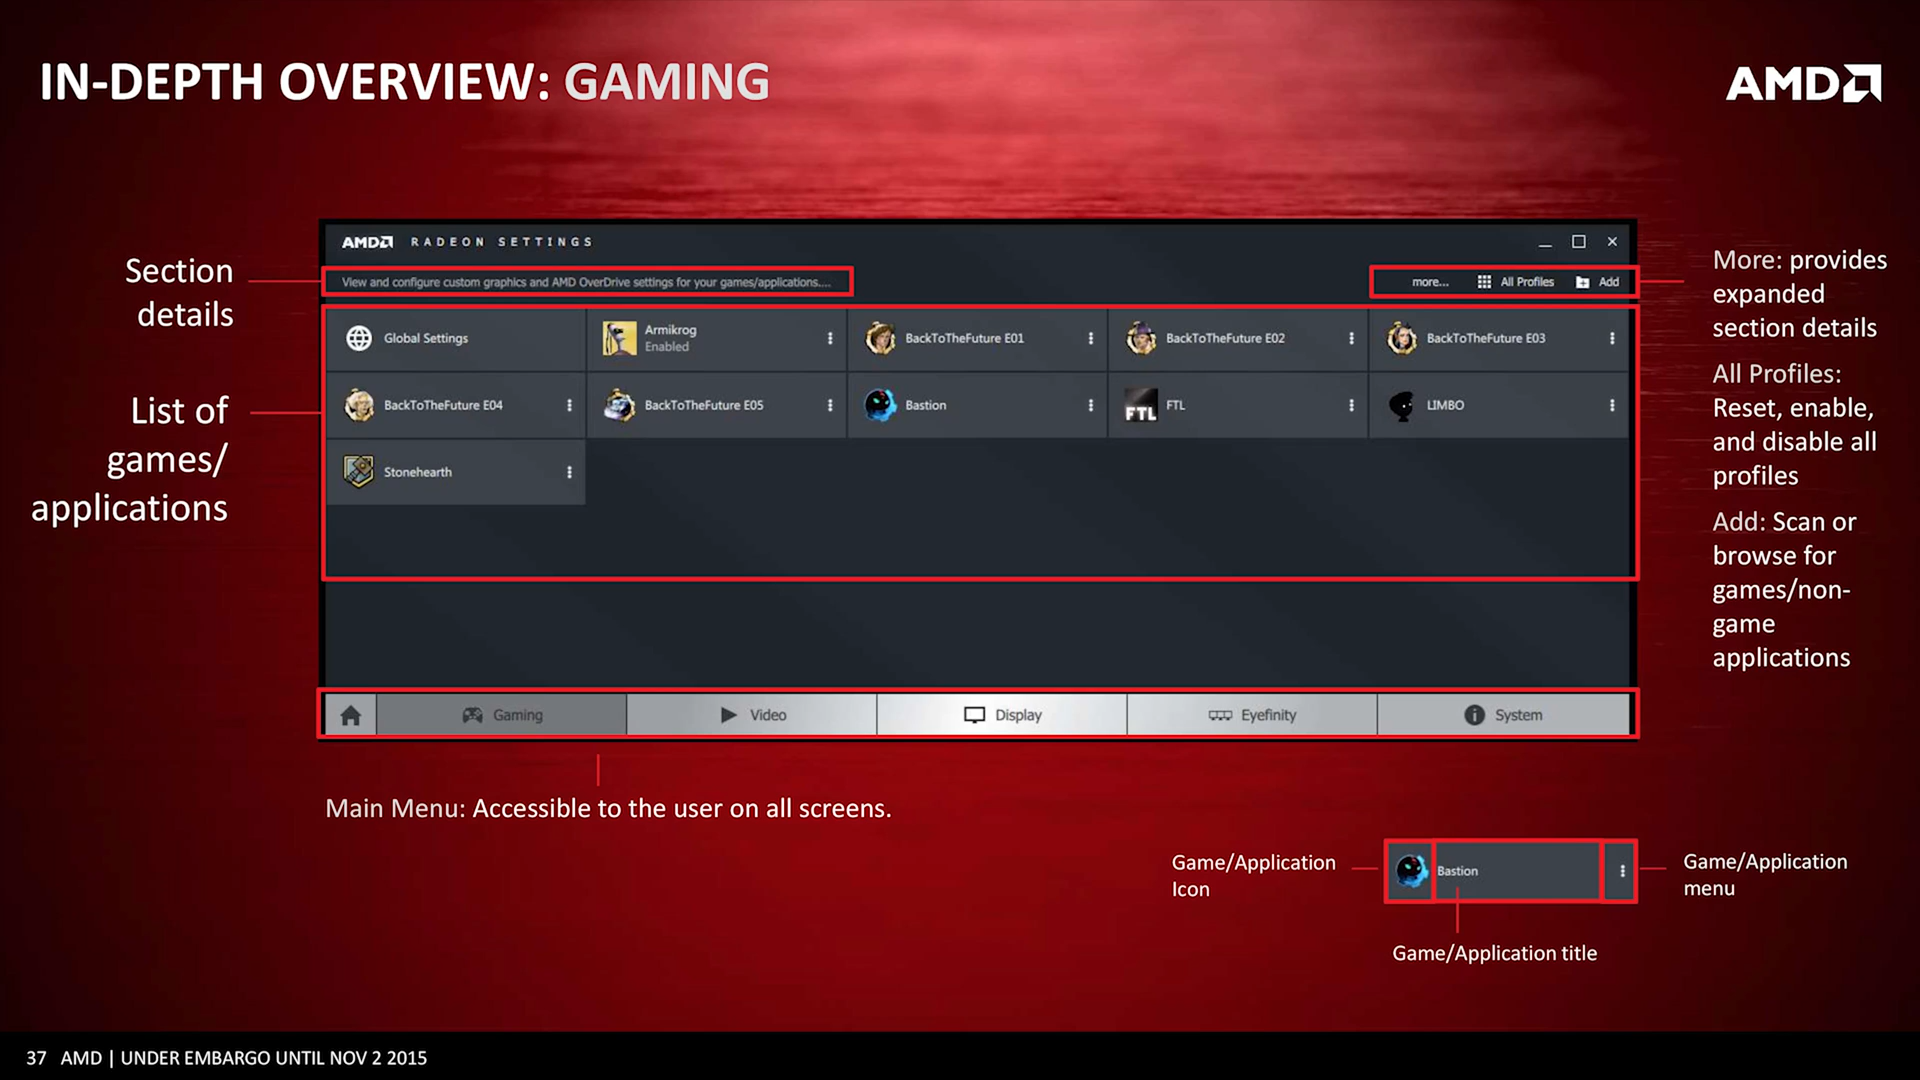 IN-DEPTH OVERVIEW: GAMING
AMD
Section
details
List of
games/
applications
AMD RADEON SETTINGS
View and configure custom graphics and AMD OverDrive settings for your games/applications....
more... All Profiles Add
Global Settings
Armikrog
Enabled
BackToTheFuture E01
BackToTheFuture E02
BackToTheFuture E03
BackToTheFuture E04
BackToTheFuture E05
Bastion
FTL
FTL
LIMBO
Stonehearth
Gaming
Video
Display
Eyefinity
System
More: provides
expanded
section details
All Profiles:
Reset, enable,
and disable all
profiles
Add: Scan or
browse for
games/non-
game
applications
Main Menu: Accessible to the user on all screens.
Game/Application
Icon
Bastion
Game/Application
menu
Game/Application title
37 AMD | UNDER EMBARGO UNTIL NOV 2 2015